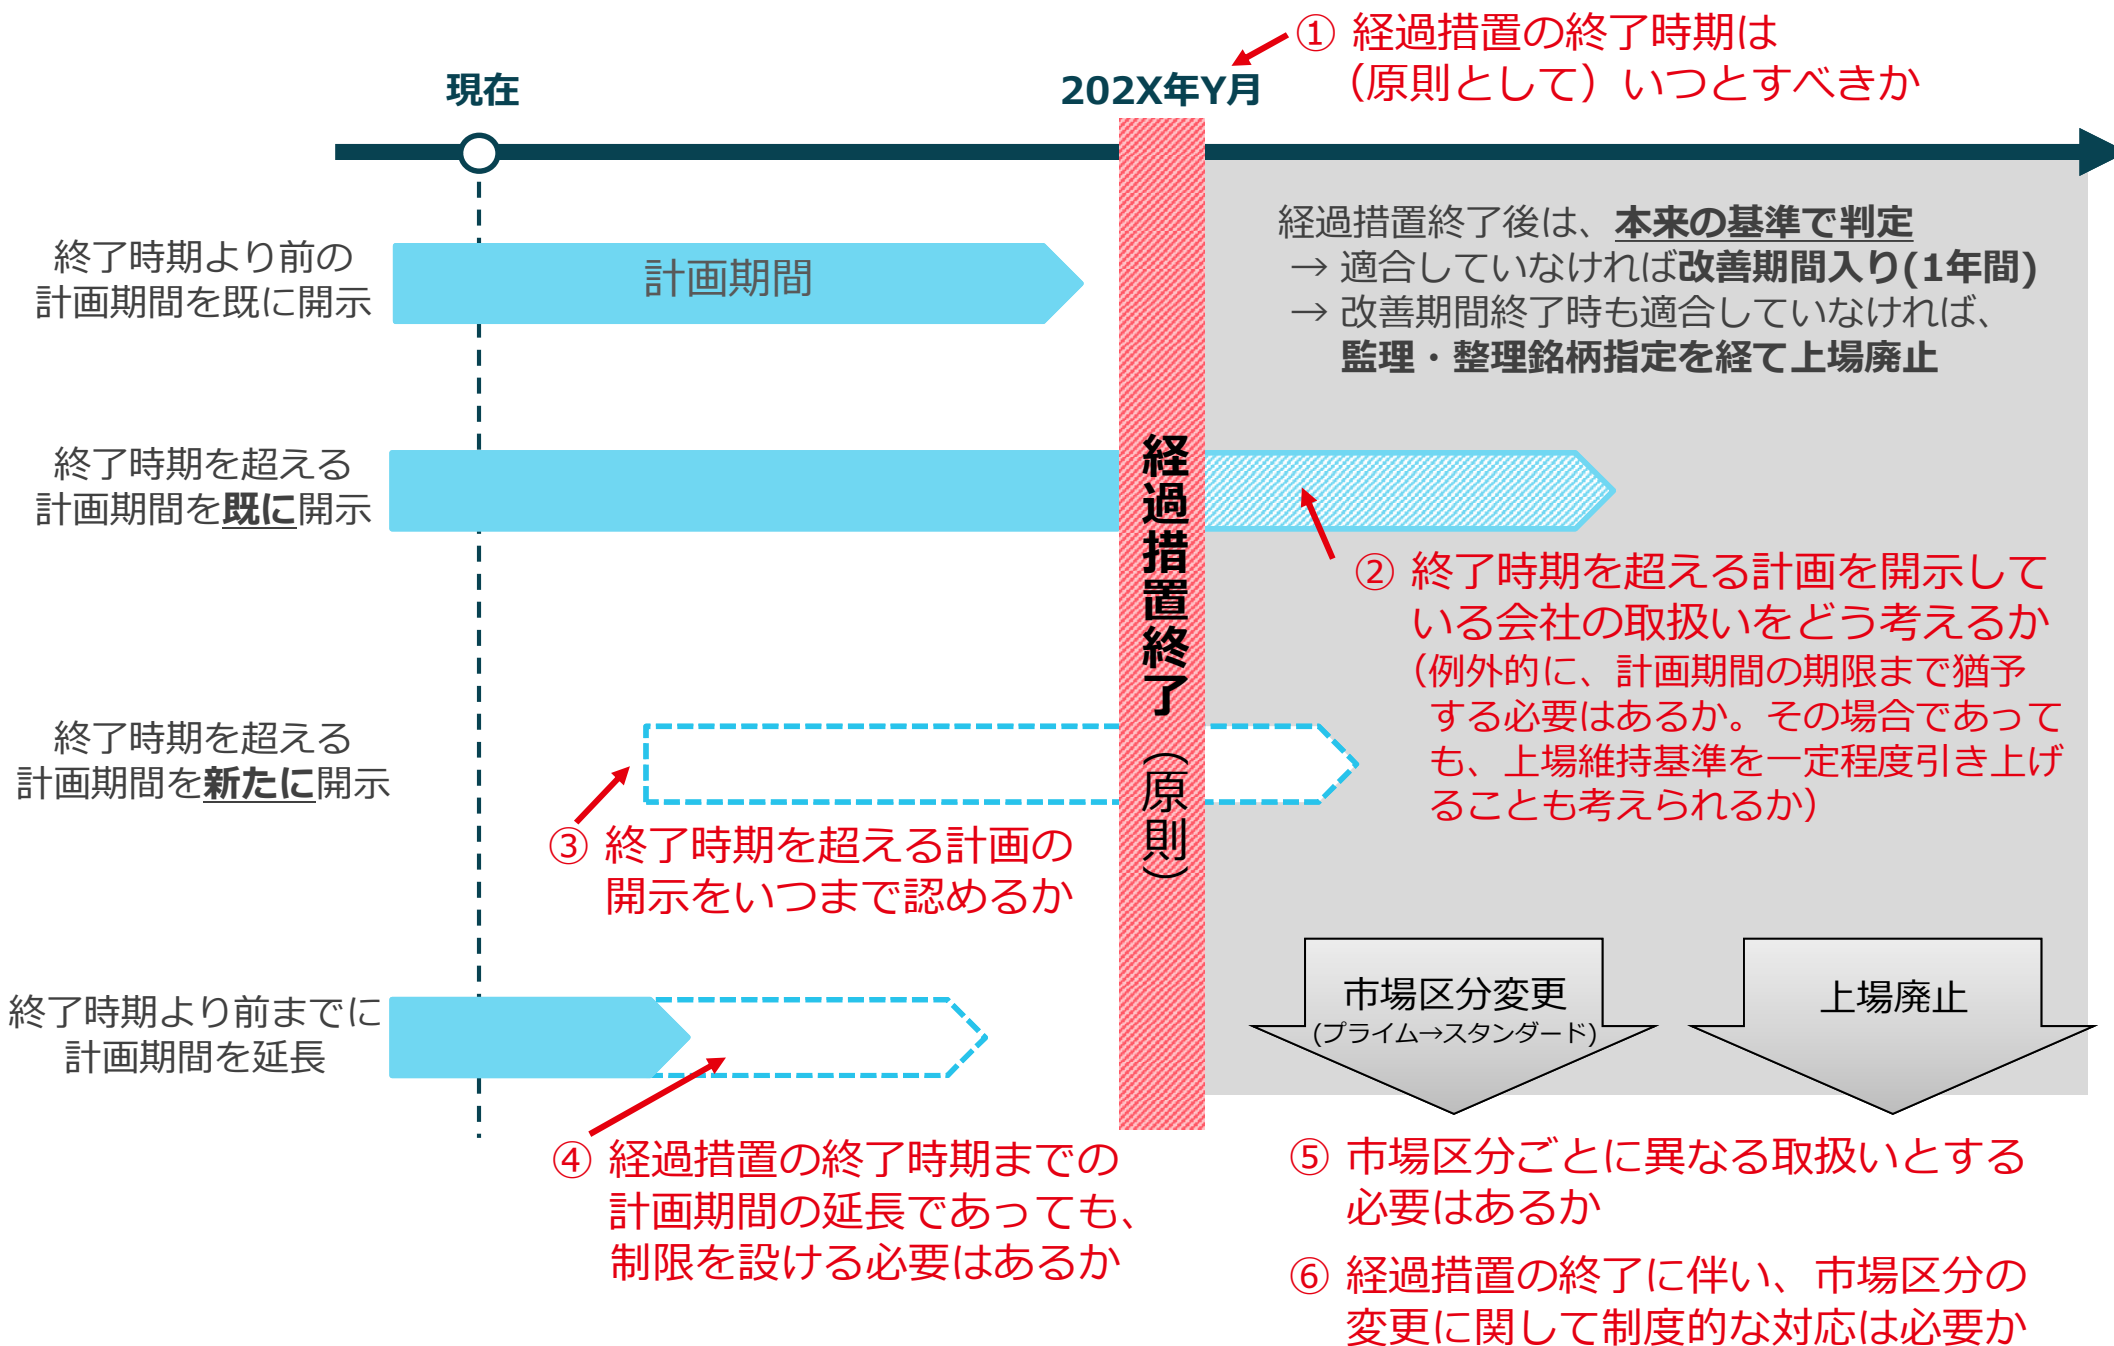 ① 経過措置の終了時期は
（原則として）いつとすべきか
現在
202X年Y月
終了時期より前の
計画期間を既に開示
計画期間
経過措置終了後は、本来の基準で判定
→ 適合していなければ改善期間入り(1年間)
→ 改善期間終了時も適合していなければ、
監理・整理銘柄指定を経て上場廃止
終了時期を超える
計画期間を既に開示
経過措置終了（原則）
② 終了時期を超える計画を開示して
いる会社の取扱いをどう考えるか
（例外的に、計画期間の期限まで猶予
する必要はあるか。その場合であって
も、上場維持基準を一定程度引き上げ
ることも考えられるか）
終了時期を超える
計画期間を新たに開示
③ 終了時期を超える計画の
開示をいつまで認めるか
終了時期より前までに
計画期間を延長
④ 経過措置の終了時期までの
計画期間の延長であっても、
制限を設ける必要はあるか
市場区分変更
(プライム→スタンダード)
上場廃止
⑤ 市場区分ごとに異なる取扱いとする
必要はあるか
⑥ 経過措置の終了に伴い、市場区分の
変更に関して制度的な対応は必要か